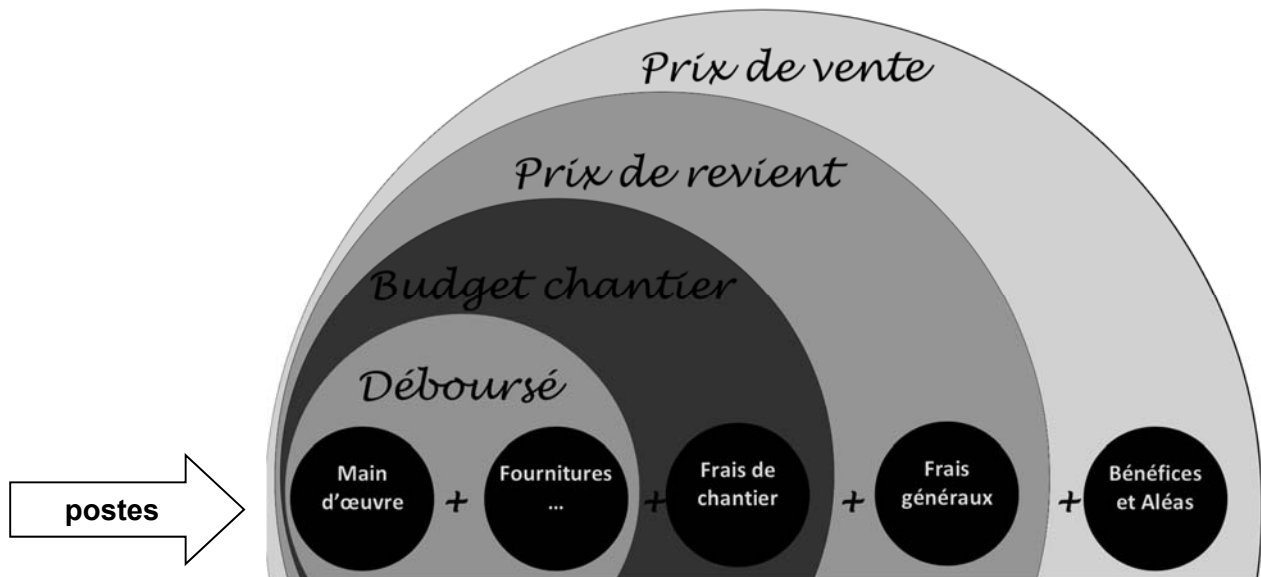 Prix de vente
Prix de revient
Budget chantier
Déboursé
postes
Main
d'œuvre
+
Fournitures
...
+
Frais de
chantier
+
Frais
généraux
+
Bénéfices
et Aléas